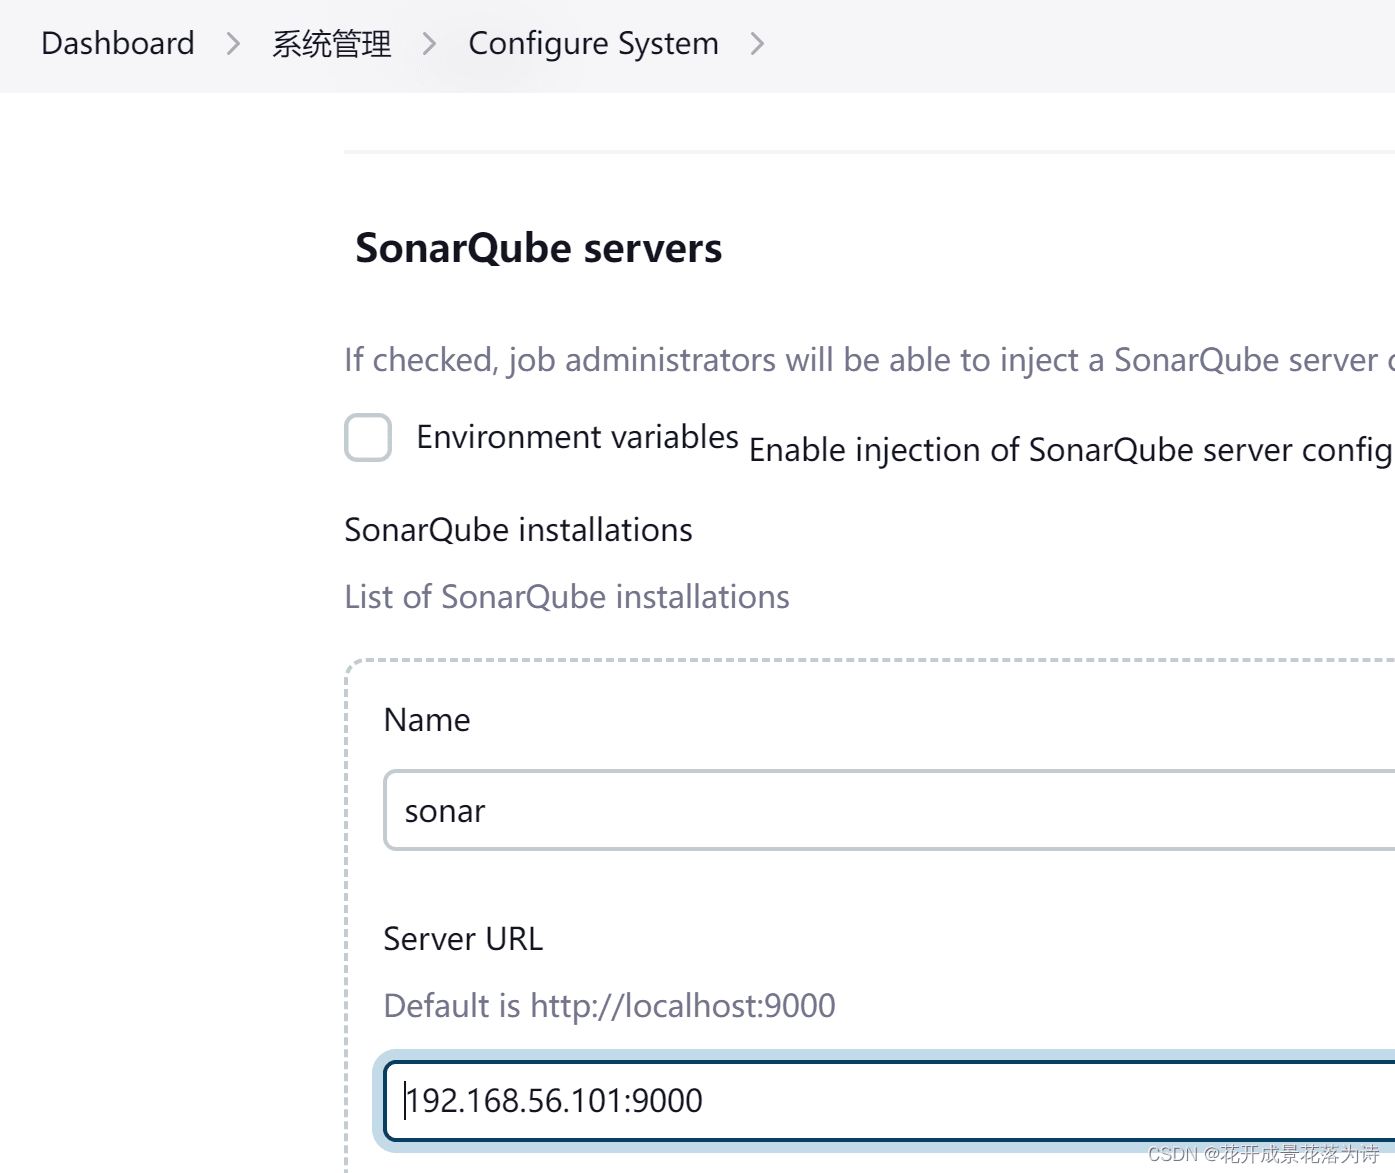 Dashboard > 系统管理 > Configure System >
SonarQube servers
If checked, job administrators will be able to inject a SonarQube server
Environment variables Enable injection of SonarQube server config
SonarQube installations
List of SonarQube installations
Name
sonar
Server URL
Default is http://localhost:9000
192.168.56.101:9000
CSDN @花开成景花落为诗